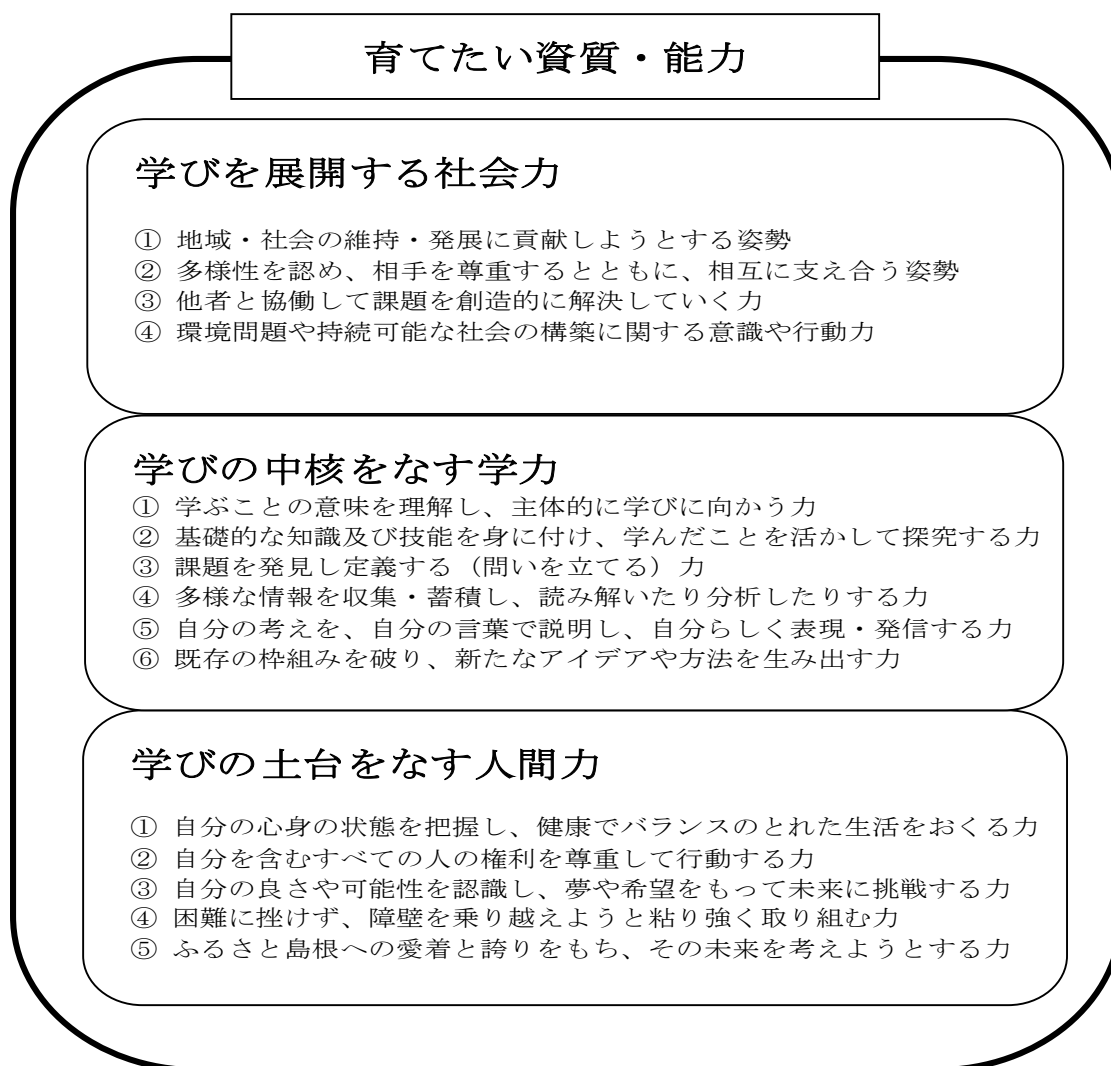 育てたい資質・能力
学びを展開する社会力
① 地域・社会の維持・発展に貢献しようとする姿勢
② 多様性を認め、相手を尊重するとともに、相互に支え合う姿勢
③ 他者と協働して課題を創造的に解決していく力
④ 環境問題や持続可能な社会の構築に関する意識や行動力
学びの中核をなす学力
① 学ぶことの意味を理解し、主体的に学びに向かう力
② 基礎的な知識及び技能を身に付け、学んだことを活かして探究する力
③ 課題を発見し定義する（問いを立てる）力
④ 多様な情報を収集・蓄積し、読み解いたり分析したりする力
⑤ 自分の考えを、自分の言葉で説明し、自分らしく表現・発信する力
⑥ 既存の枠組みを破り、新たなアイデアや方法を生み出す力
学びの土台をなす人間力
① 自分の心身の状態を把握し、健康でバランスのとれた生活をおくる力
② 自分を含むすべての人の権利を尊重して行動する力
③ 自分の良さや可能性を認識し、夢や希望をもって未来に挑戦する力
④ 困難に挫けず、障壁を乗り越えようと粘り強く取り組む力
⑤ ふるさと島根への愛着と誇りをもち、その未来を考えようとする力